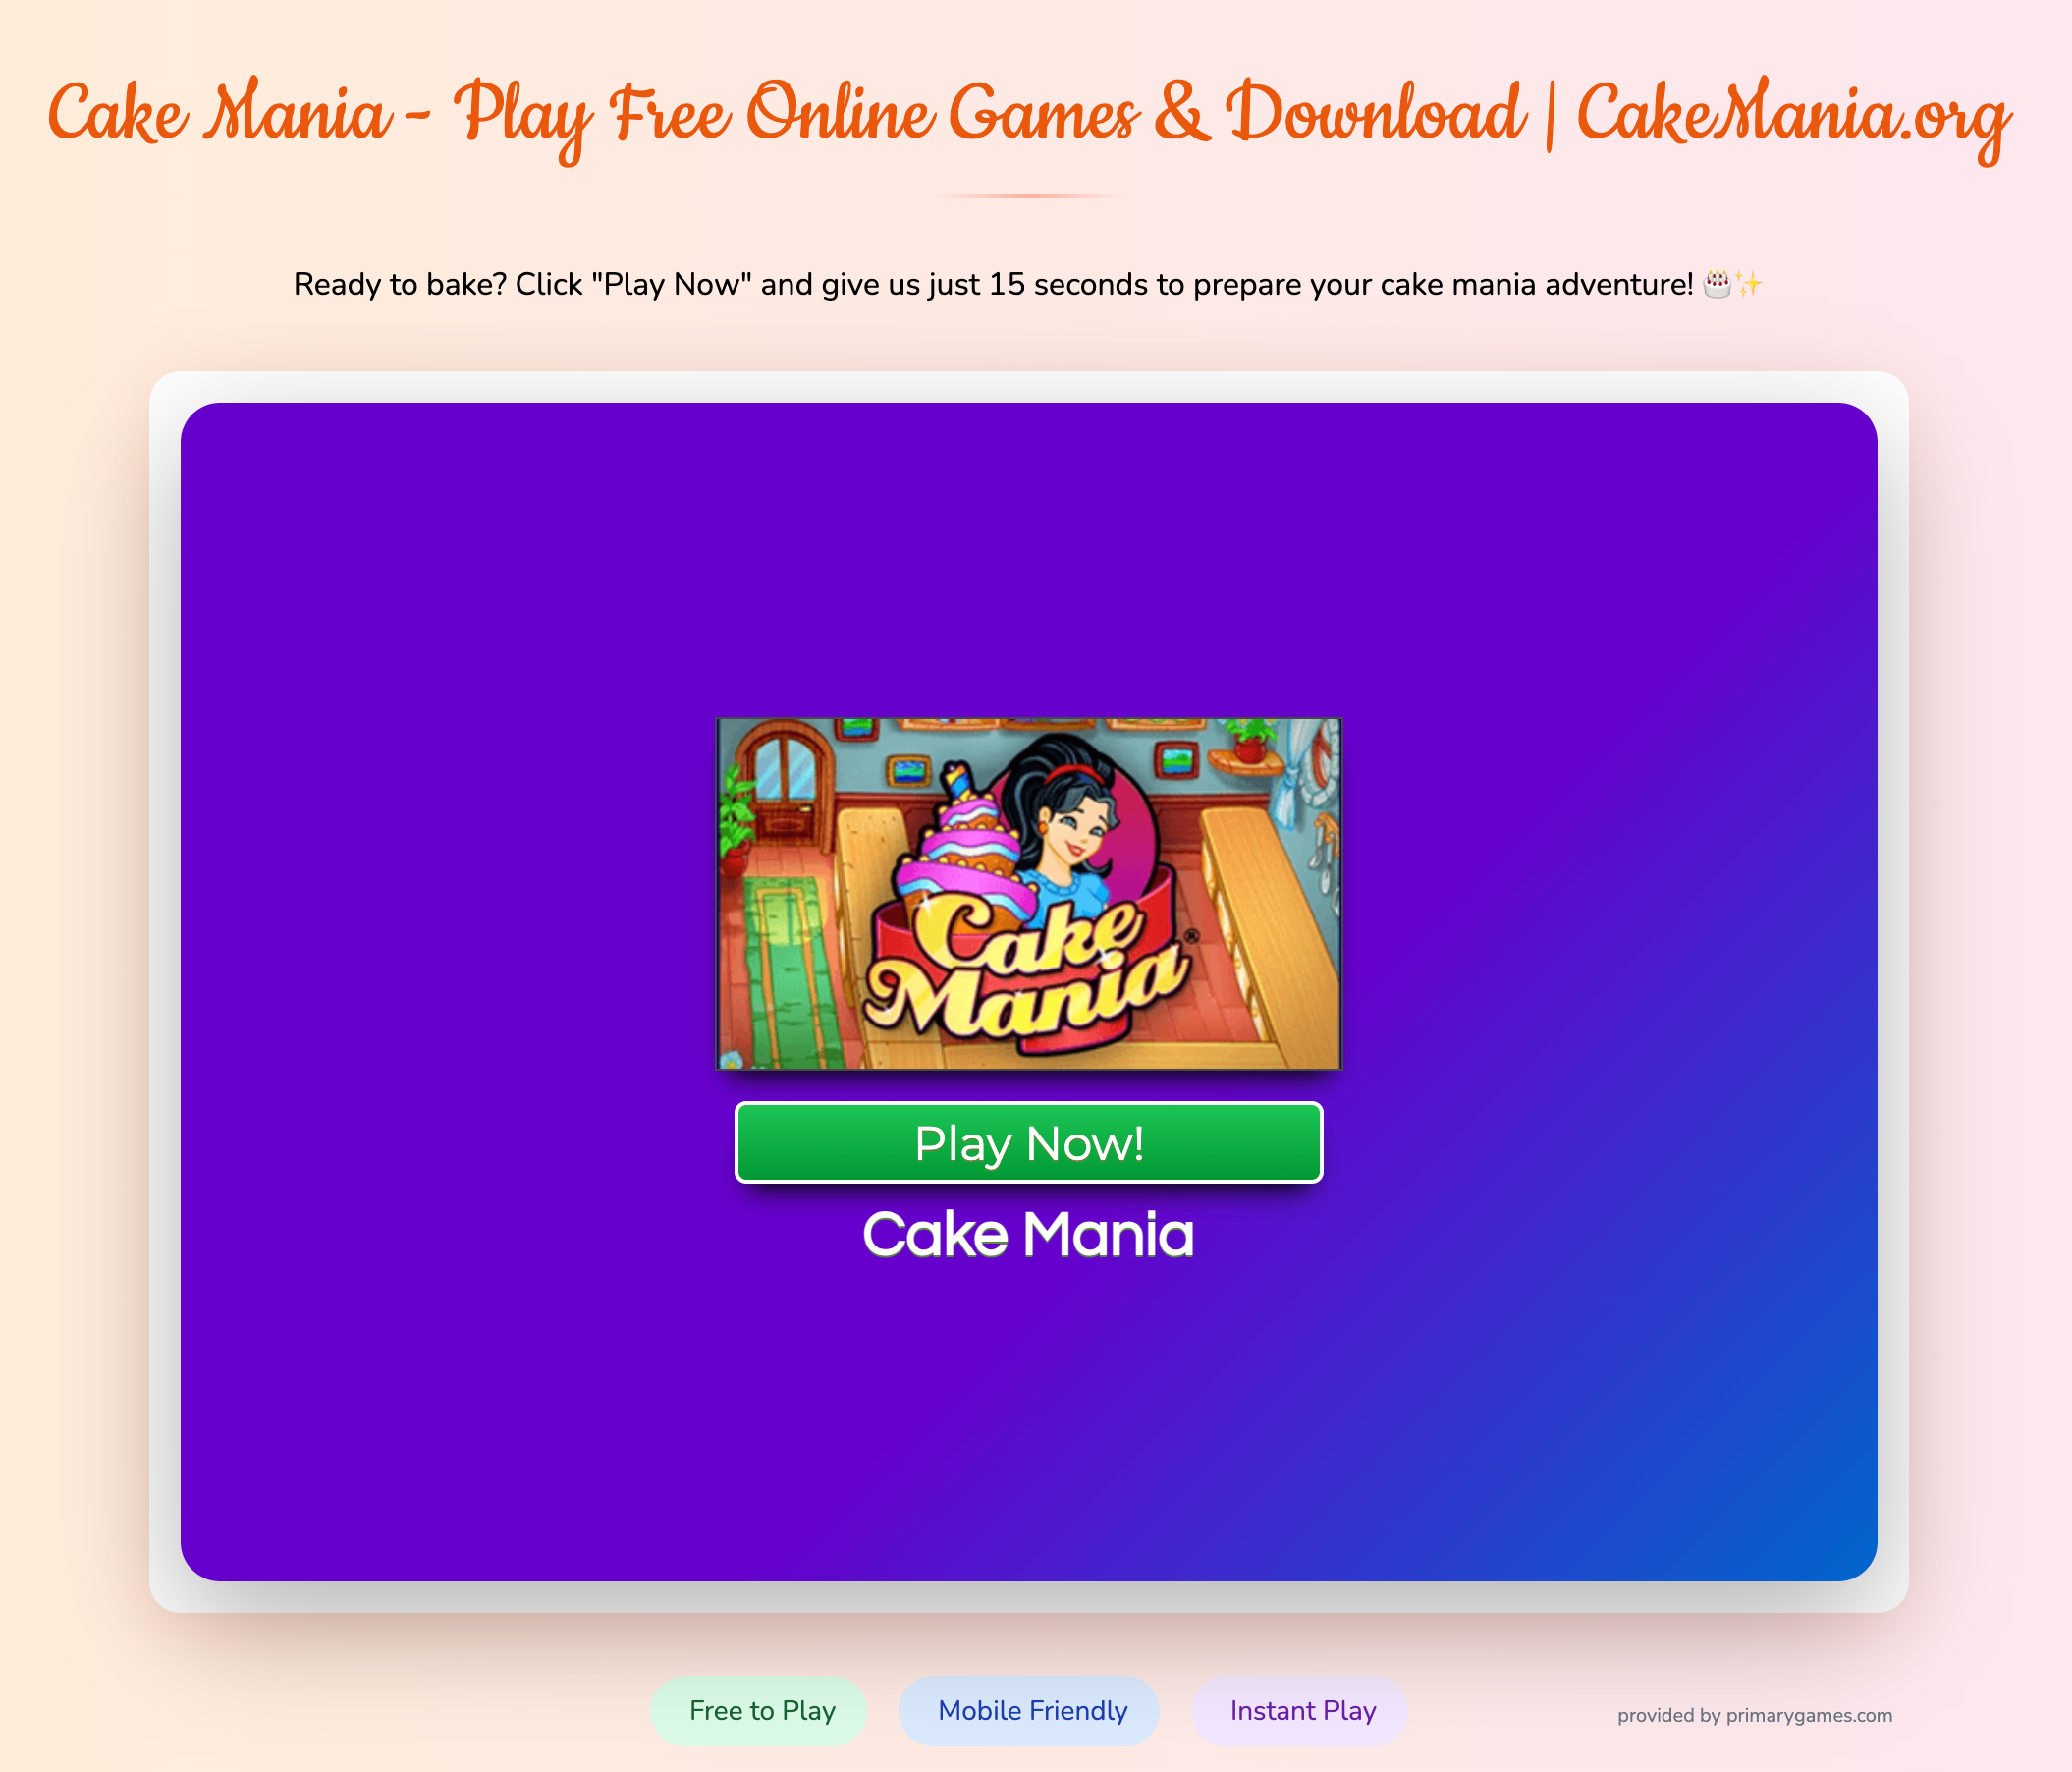 Cake Mania - Play Free Online Games & Download | CakeMania.org
Ready to bake? Click "Play Now" and give us just 15 seconds to prepare your cake mania adventure! 🎂✨
Cake
Mania®
Play Now!
Cake Mania
Free to Play
Mobile Friendly
Instant Play
provided by primarygames.com